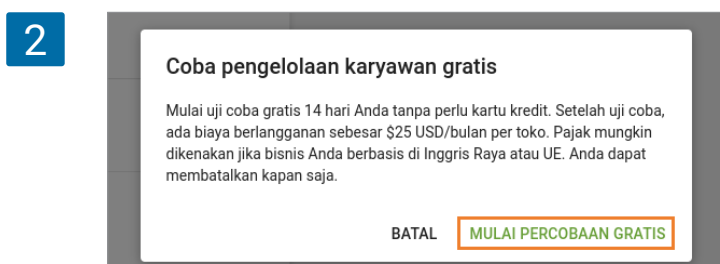 2
Coba pengelolaan karyawan gratis
Mulai uji coba gratis 14 hari Anda tanpa perlu kartu kredit. Setelah uji coba,
ada biaya berlangganan sebesar $25 USD/bulan per toko. Pajak mungkin
dikenakan jika bisnis Anda berbasis di Inggris Raya atau UE. Anda dapat
membatalkan kapan saja.
BATAL MULAI PERCOBAAN GRATIS